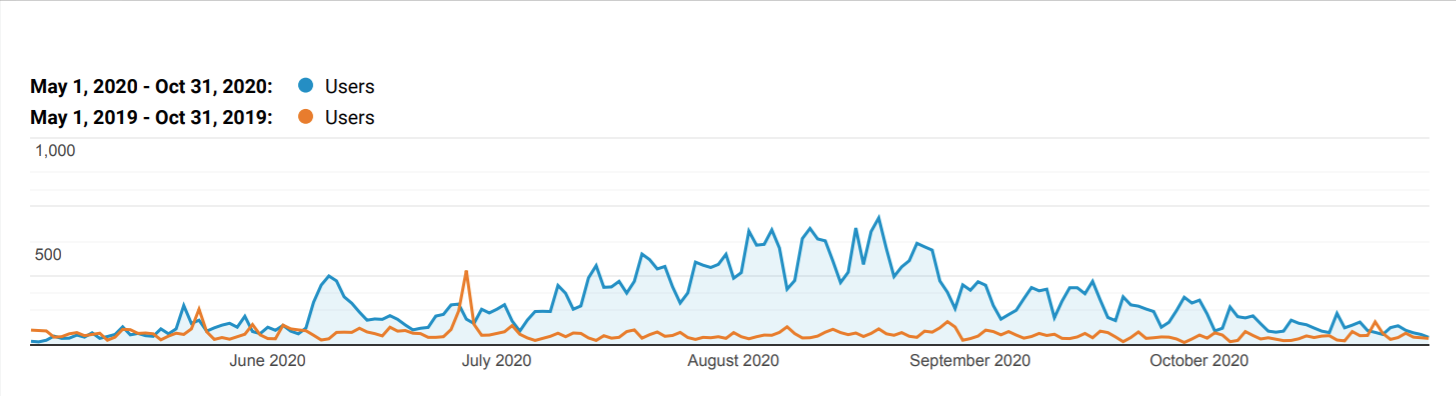 May 1, 2020 - Oct 31, 2020: Users
May 1, 2019 - Oct 31, 2019: Users
1,000
500
June 2020 July 2020 August 2020 September 2020 October 2020